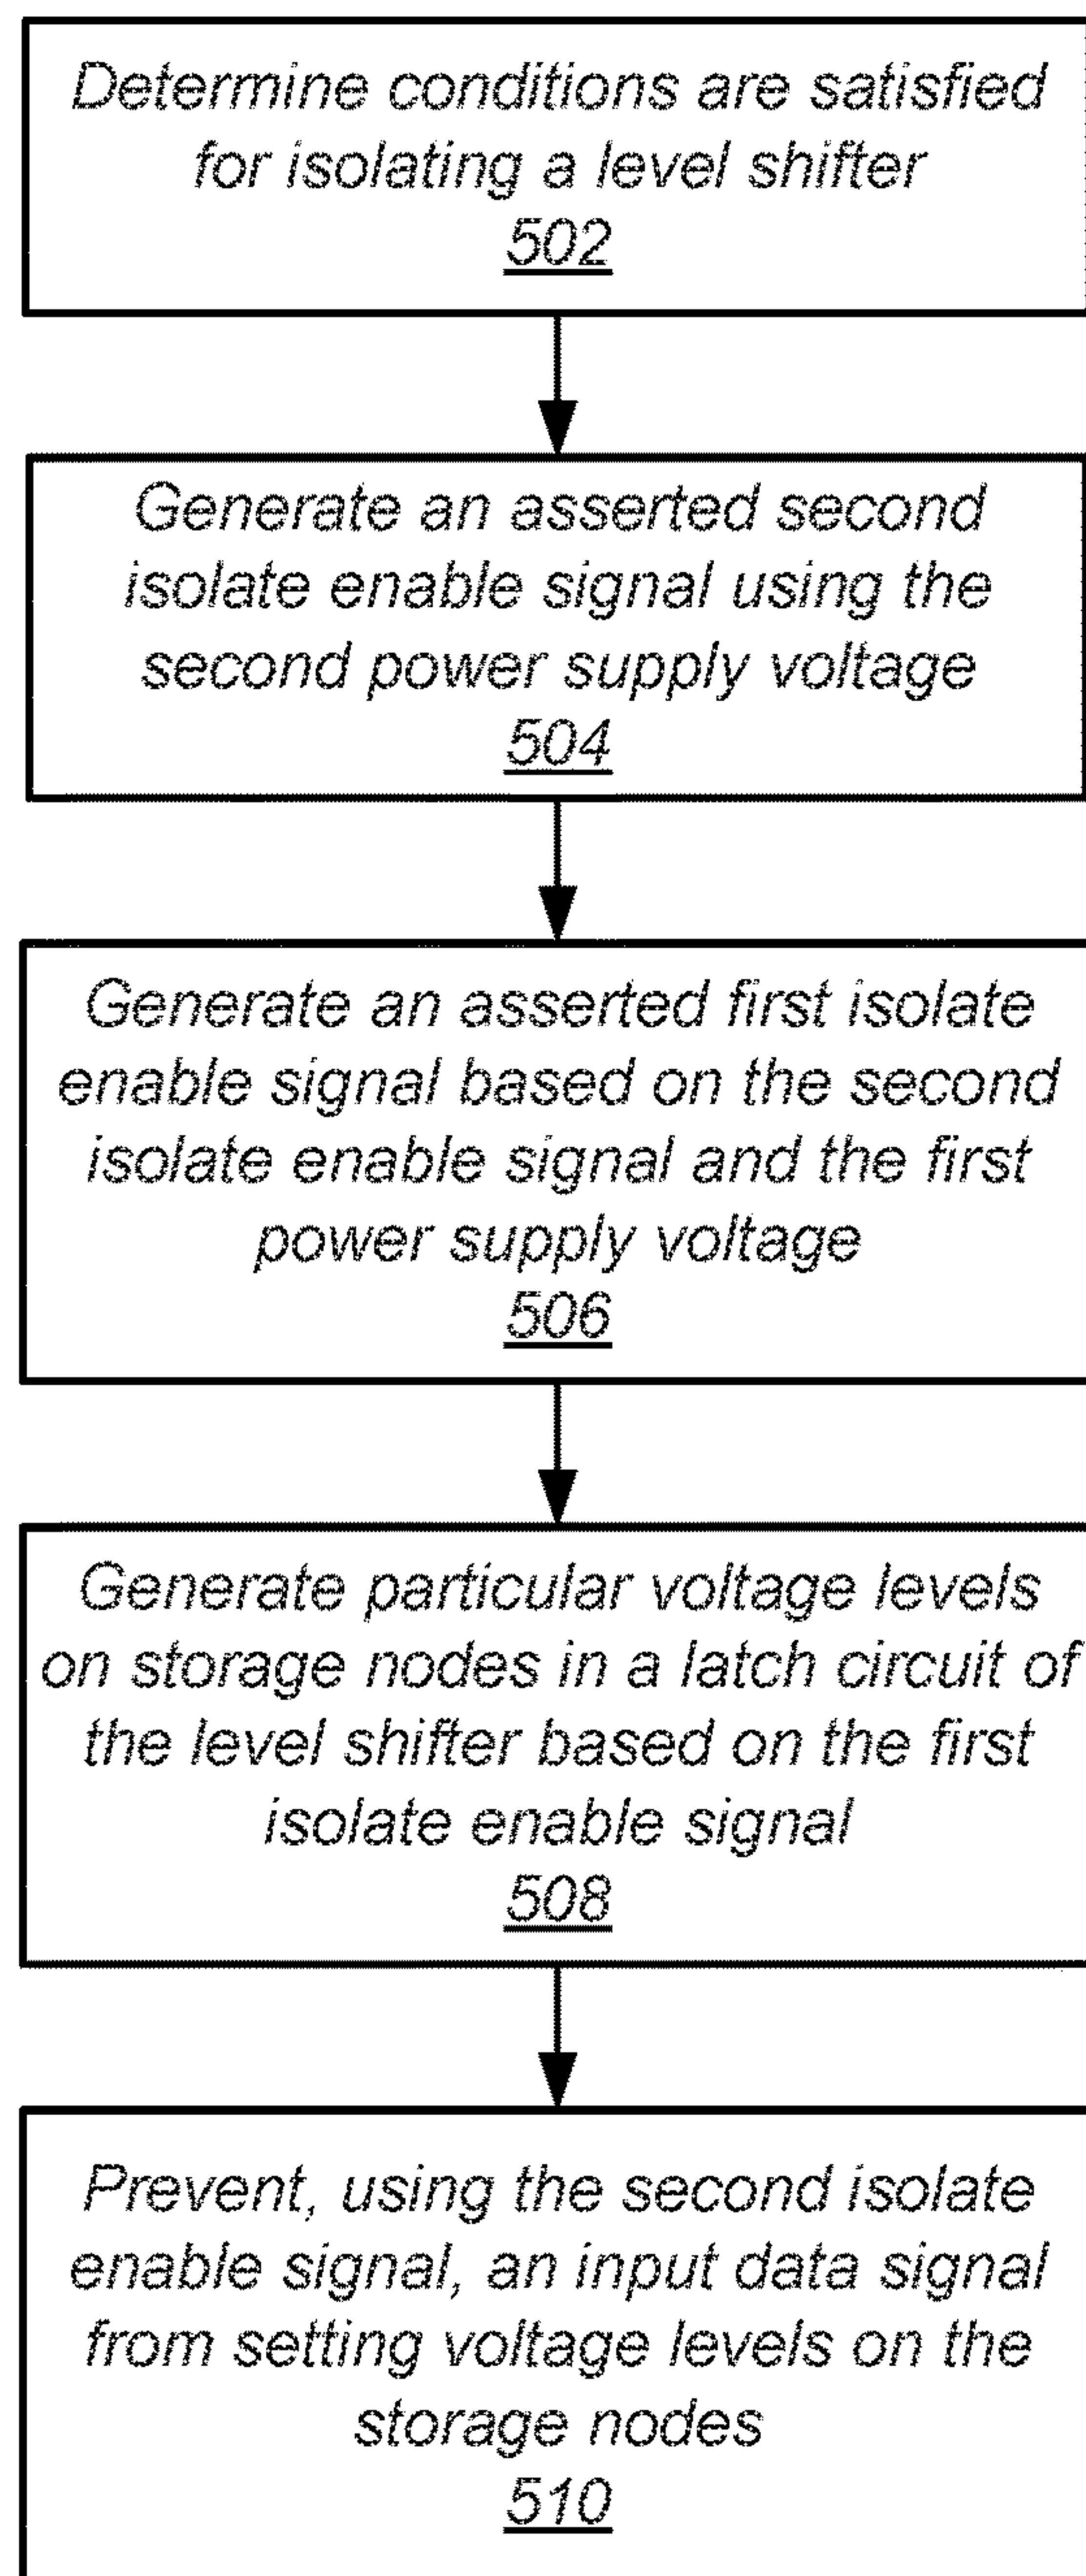 Determine conditions are satisfied
for isolating a level shifter
502
Generate an asserted second
isolate enable signal using the
second power supply voltage
504
Generate an asserted first isolate
enable signal based on the second
isolate enable signal and the first
power supply voltage
506
Generate particular voltage levels
on storage nodes in a latch circuit of
the level shifter based on the first
isolate enable signal
508
Prevent, using the second isolate
enable signal, an input data signal
from setting voltage levels on the
storage nodes
510